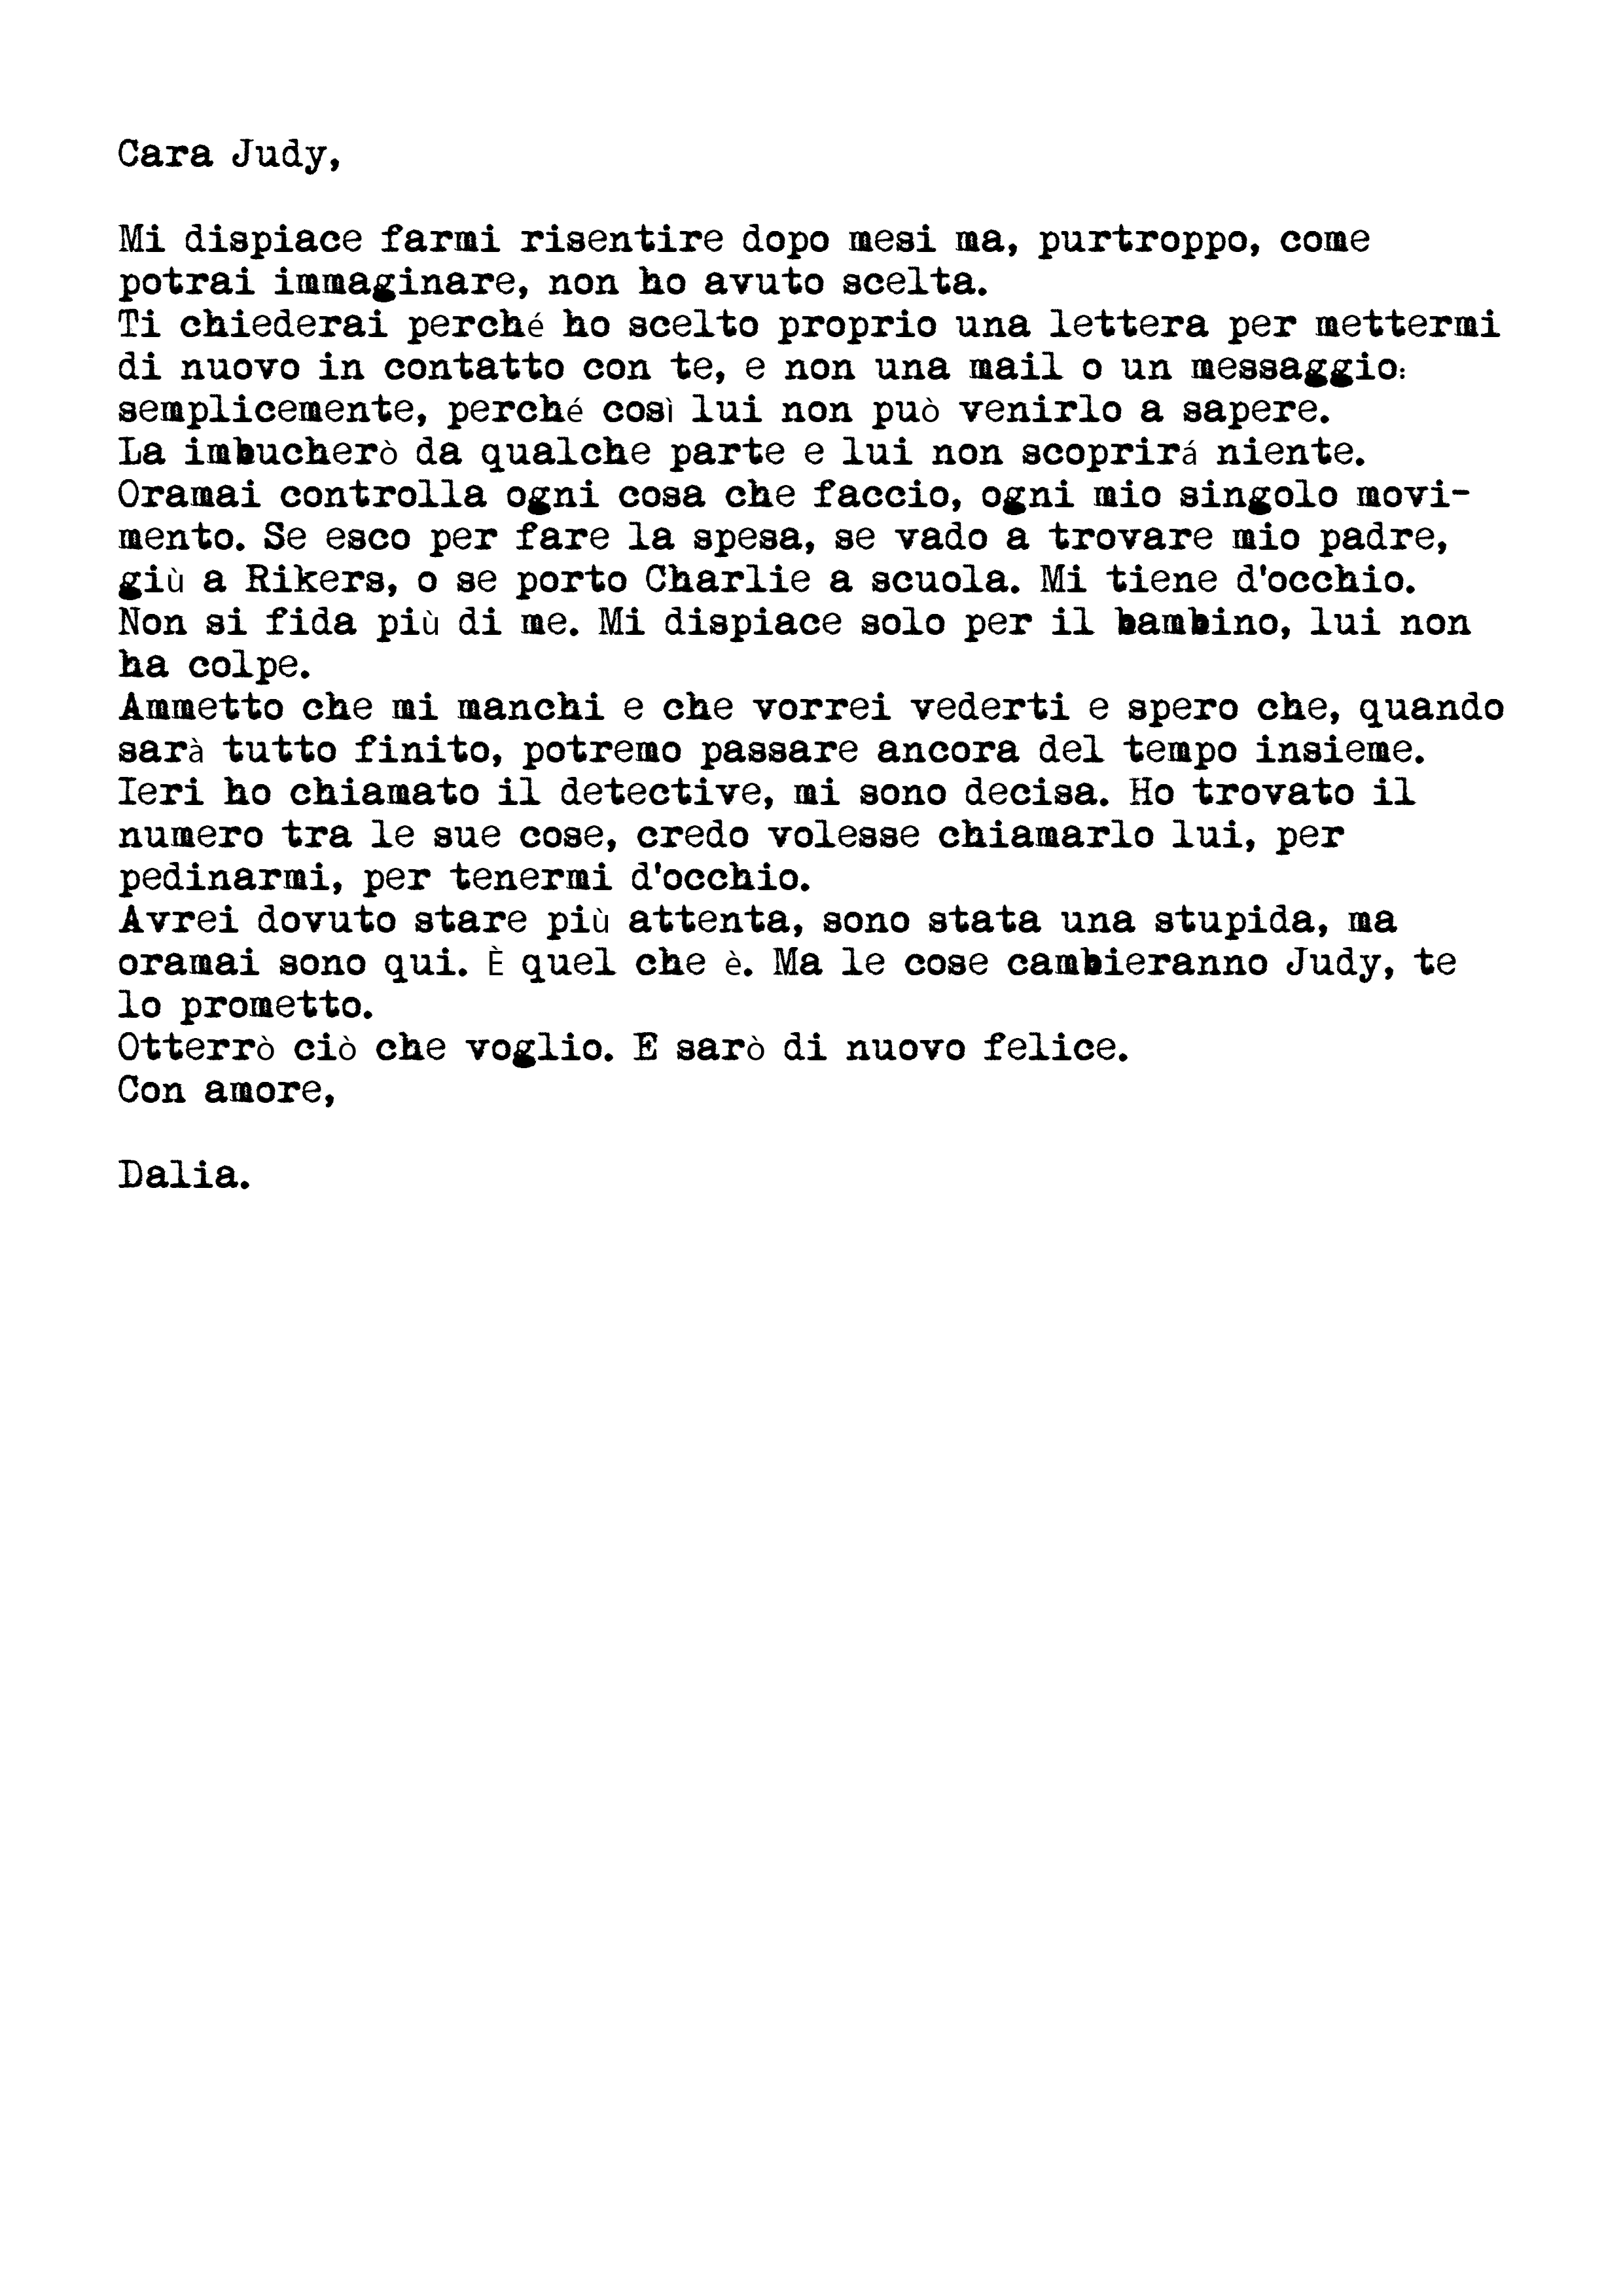 Cara Judy,
Mi dispiace farmi risentire dopo mesi ma, purtroppo, come
potrai immaginare, non ho avuto scelta.
Ti chiederai perché ho scelto proprio una lettera per mettermi
di nuovo in contatto con te, e non una mail o un messaggio:
semplicemente, perché così lui non può venirlo a sapere.
La imbucherò da qualche parte e lui non scoprirá niente.
Oramai controlla ogni cosa che faccio, ogni mio singolo movi-
mento. Se esco per fare la spesa, se vado a trovare mio padre,
giù a Rikers, o se porto Charlie a scuola. Mi tiene d'occhio.
Non si fida più di me. Mi dispiace solo per il bambino, lui non
ha colpe.
Ammetto che mi manchi e che vorrei vederti e spero che, quando
sarà tutto finito, potremo passare ancora del tempo insieme.
Ieri ho chiamato il detective, mi sono decisa. Ho trovato il
numero tra le sue cose, credo volesse chiamarlo lui, per
pedinarmi, per tenermi d'occhio.
Avrei dovuto stare più attenta, sono stata una stupida, ma
oramai sono qui. È quel che è. Ma le cose cambieranno Judy, te
lo prometto.
Otterrò ciò che voglio. E sarò di nuovo felice.
Con amore,
Dalia.